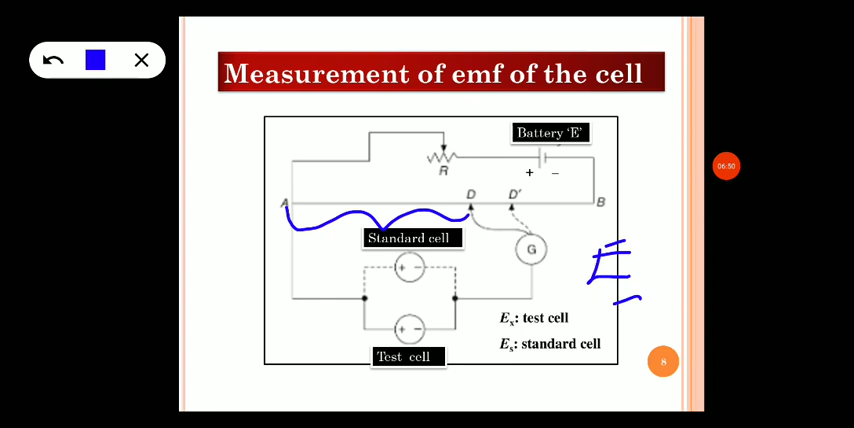 Measurement of emf of the cell
Battery 'E'
R
+ −
A
D
D'
B
Standard cell
G
+ −
E
Eₓ: test cell
+ −
Eₛ: standard cell
Test cell
06:50
8